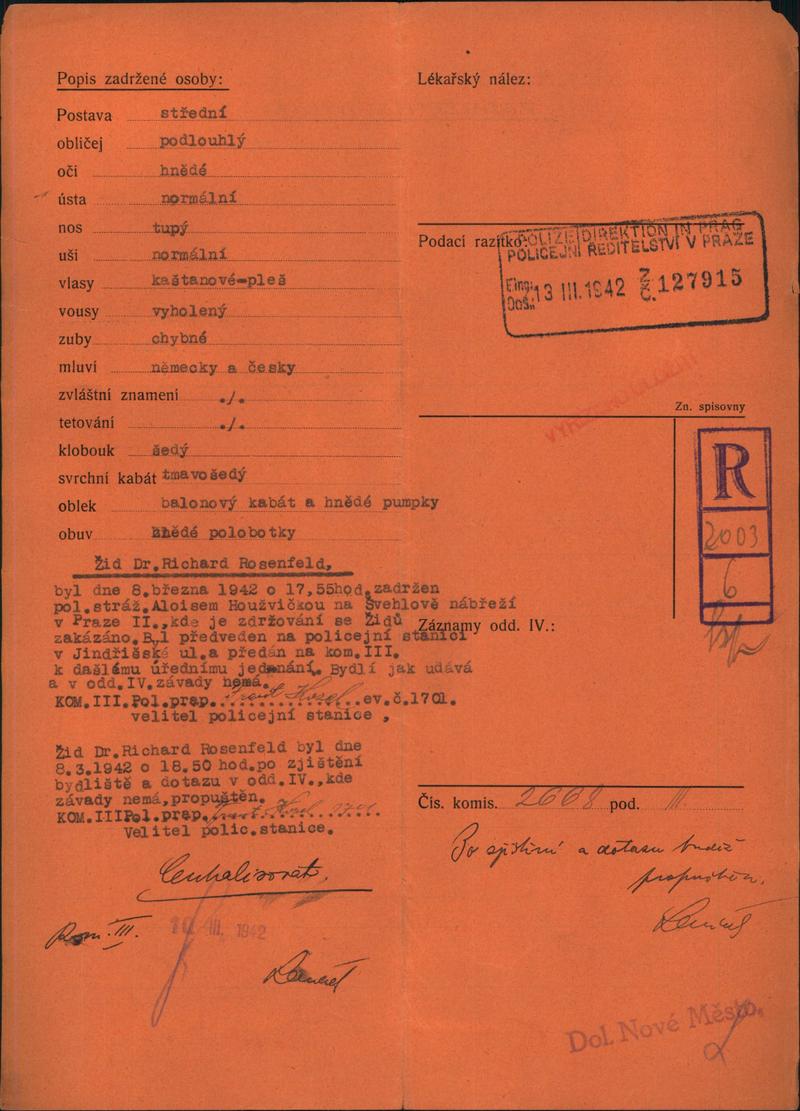 Popis zadržené osoby:
Postava střední
obličej podlouhlý
oči hnědé
ústa normální
nos tupý
uši normální
vlasy kaštanové-pleš
vousy vyholený
zuby chybné
mluví německy a česky
zvláštní znamení ./.
tetování ./.
klobouk šedý
svrchní kabát tmavošedý
oblek balonový kabát a hnědé pumpky
obuv hnědé polobotky
Žid Dr.Richard Rosenfeld,
byl dne 8.března 1942 o 17,55hod.zadržen
pol.stráž.Aloisem Houžvičkou na Švehlově nábřeží
v Praze II.,kde je zdržování se Židů
zakázáno.Byl předveden na policejní stanici
v Jindřišské ul.a předán na kom.III.
k dašlému úřednímu jednání. Bydlí jak udává
a v odd.IV.závady nemá.
KOM.III.Pol.prap. ev.č.1701.
velitel policejní stanice ,
Žid Dr.Richard Rosenfeld byl dne
8.3.1942 o 18.50 hod.po zjištění
bydliště a dotazu v odd.IV.,kde
závady nemá,propuštěn.
KOM.IIIPol.prap. 1701
Velitel polic.stanice.
Centralisovat.
Kom. III.
10. III. 1942
Lékařský nález:
Podací razítko:
POLIZEIDIREKTION IN PRAG
POLICEJNÍ ŘEDITELSTVÍ V PRAZE
Eing.
Doš. 13 III.1942 Z. Č. 127915
Zn. spisovny
R
2003
6
Záznamy odd. IV.:
Čís. komis. 2668 pod. III
Po zjištění a dotazu budiž
propuštěn.
Dol. Nové Město.